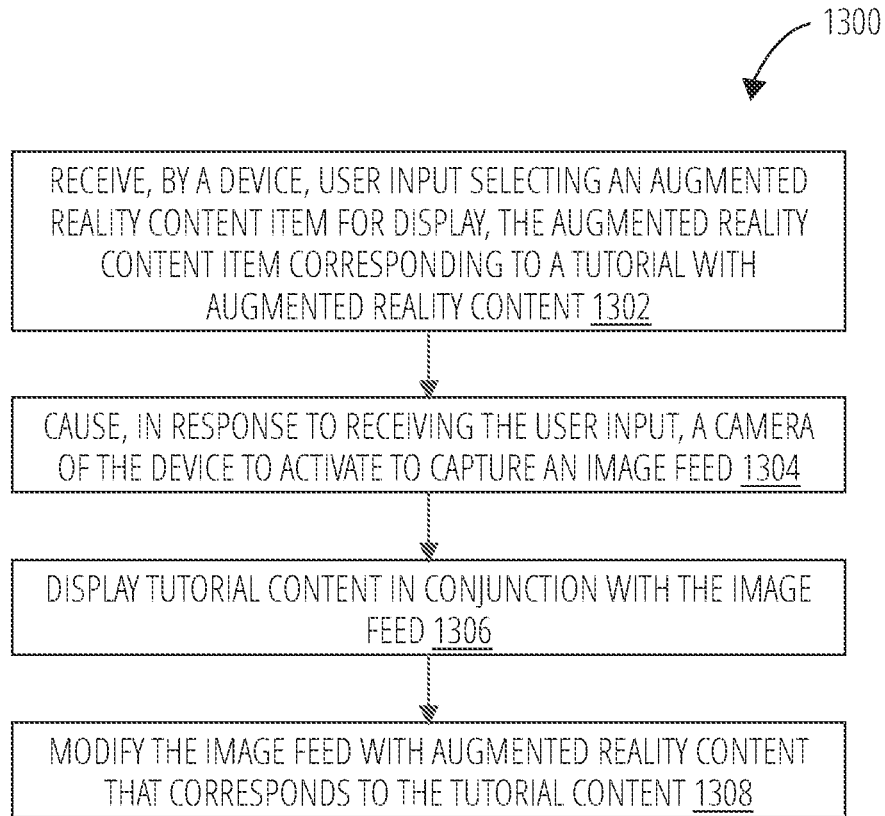 1300
RECEIVE, BY A DEVICE, USER INPUT SELECTING AN AUGMENTED
REALITY CONTENT ITEM FOR DISPLAY, THE AUGMENTED REALITY
CONTENT ITEM CORRESPONDING TO A TUTORIAL WITH
AUGMENTED REALITY CONTENT 1302
CAUSE, IN RESPONSE TO RECEIVING THE USER INPUT, A CAMERA
OF THE DEVICE TO ACTIVATE TO CAPTURE AN IMAGE FEED 1304
DISPLAY TUTORIAL CONTENT IN CONJUNCTION WITH THE IMAGE
FEED 1306
MODIFY THE IMAGE FEED WITH AUGMENTED REALITY CONTENT
THAT CORRESPONDS TO THE TUTORIAL CONTENT 1308